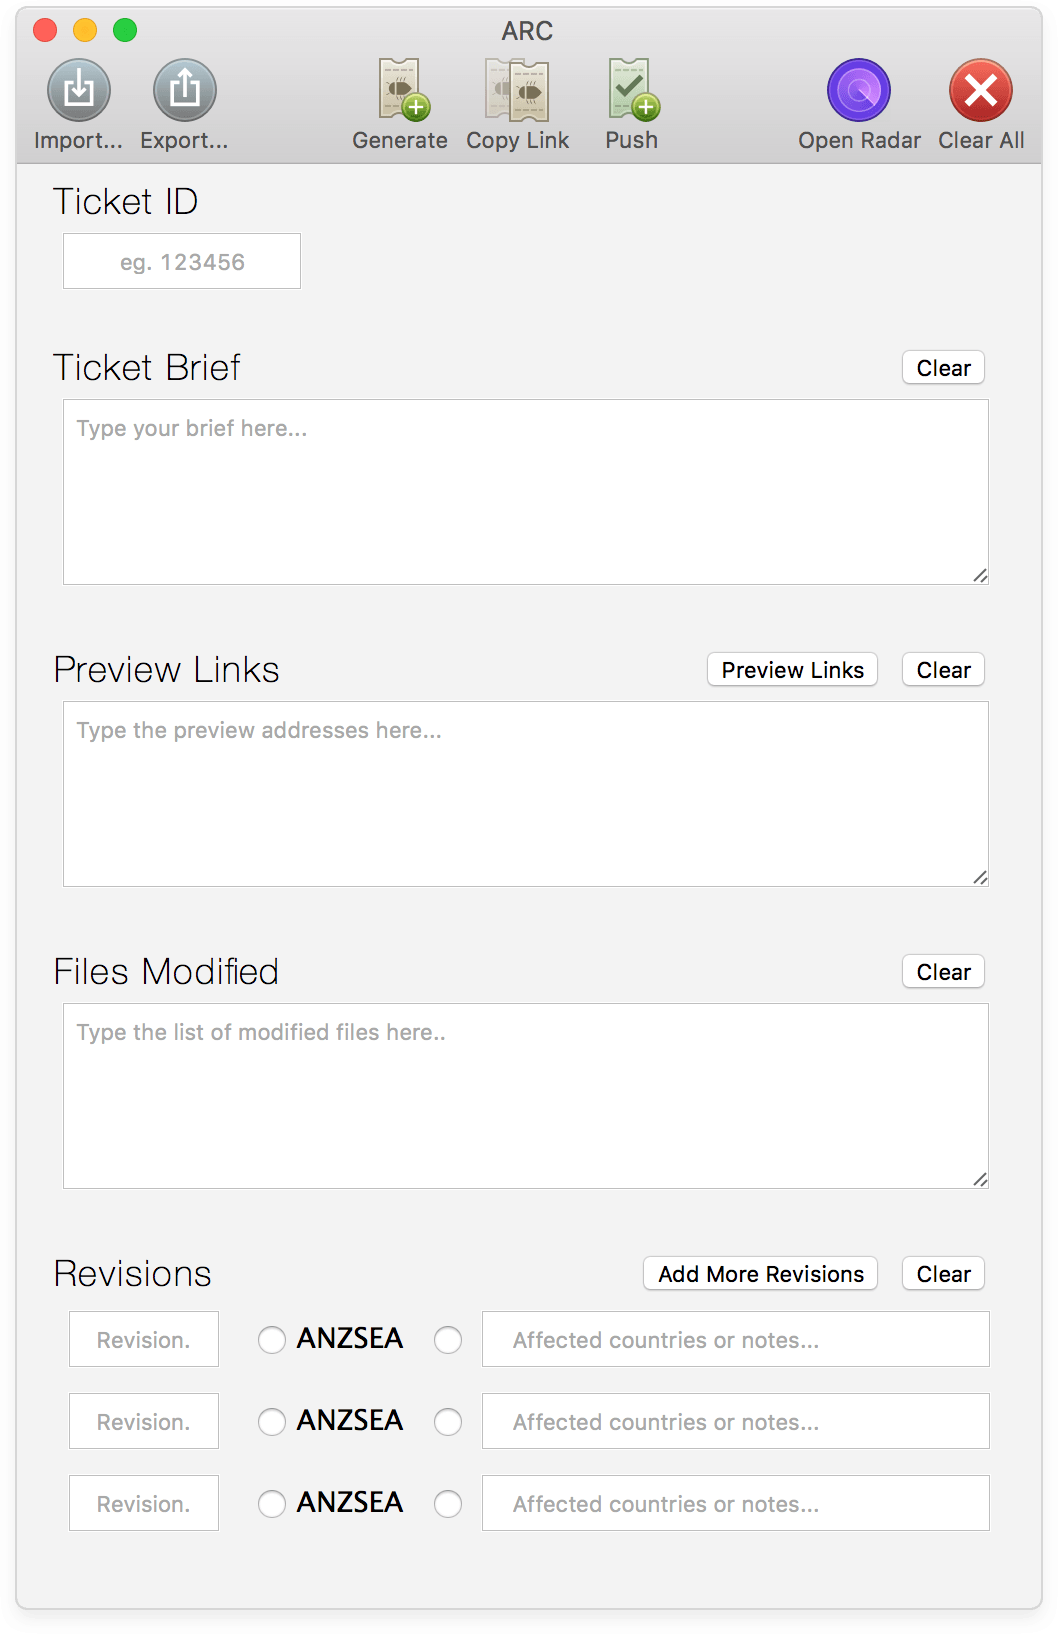 ARC
Import... Export... Generate Copy Link Push Open Radar Clear All
Ticket ID
eg. 123456
Ticket Brief Clear
Type your brief here...
Preview Links Preview Links Clear
Type the preview addresses here...
Files Modified Clear
Type the list of modified files here..
Revisions Add More Revisions Clear
Revision. ANZSEA Affected countries or notes...
Revision. ANZSEA Affected countries or notes...
Revision. ANZSEA Affected countries or notes...